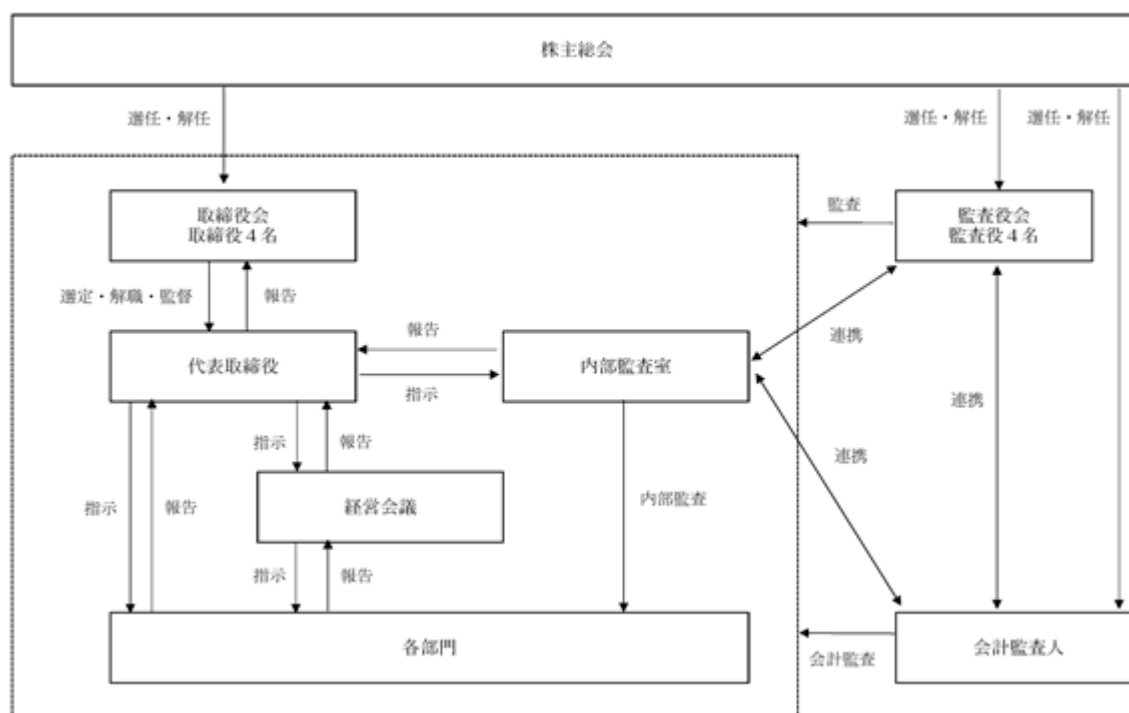 株主総会
選任・解任
選任・解任
選任・解任
取締役会
取締役４名
監査
監査役会
監査役４名
選定・解職・監督
報告
代表取締役
報告
指示
内部監査室
連携
連携
連携
指示
報告
経営会議
内部監査
指示
報告
指示
報告
各部門
会計監査
会計監査人